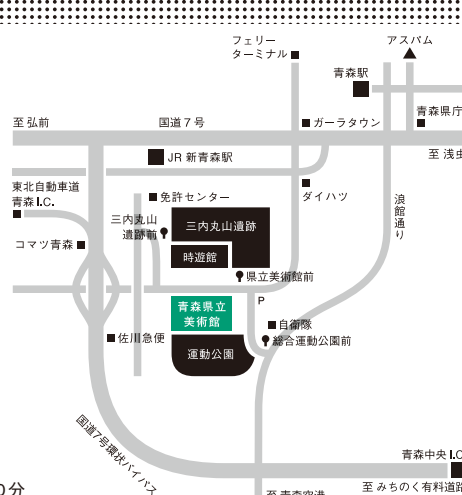 フェリー
ターミナル
アスパム
青森駅
青森県庁
至 弘前
国道７号
ガーラタウン
JR 新青森駅
至 浅虫
東北自動車道
青森 I.C.
免許センター
ダイハツ
浪館通り
三内丸山
遺跡前
三内丸山遺跡
コマツ青森
時遊館
県立美術館前
青森県立
美術館
P
自衛隊
佐川急便
総合運動公園前
運動公園
国道7号環状バイパス
青森中央 I.C
至 みちのく有料道路
至 青森空港
0分